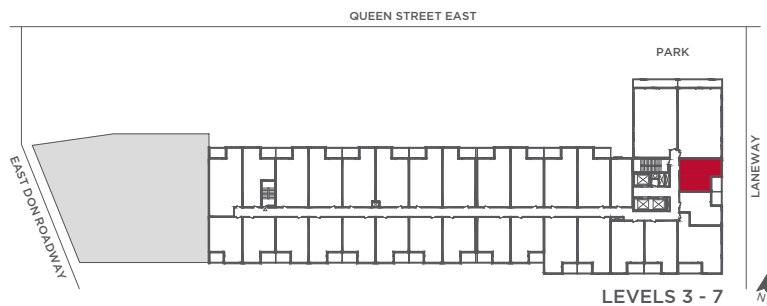 QUEEN STREET EAST
PARK
EAST DON ROADWAY
LANEWAY
LEVELS 3 - 7
N